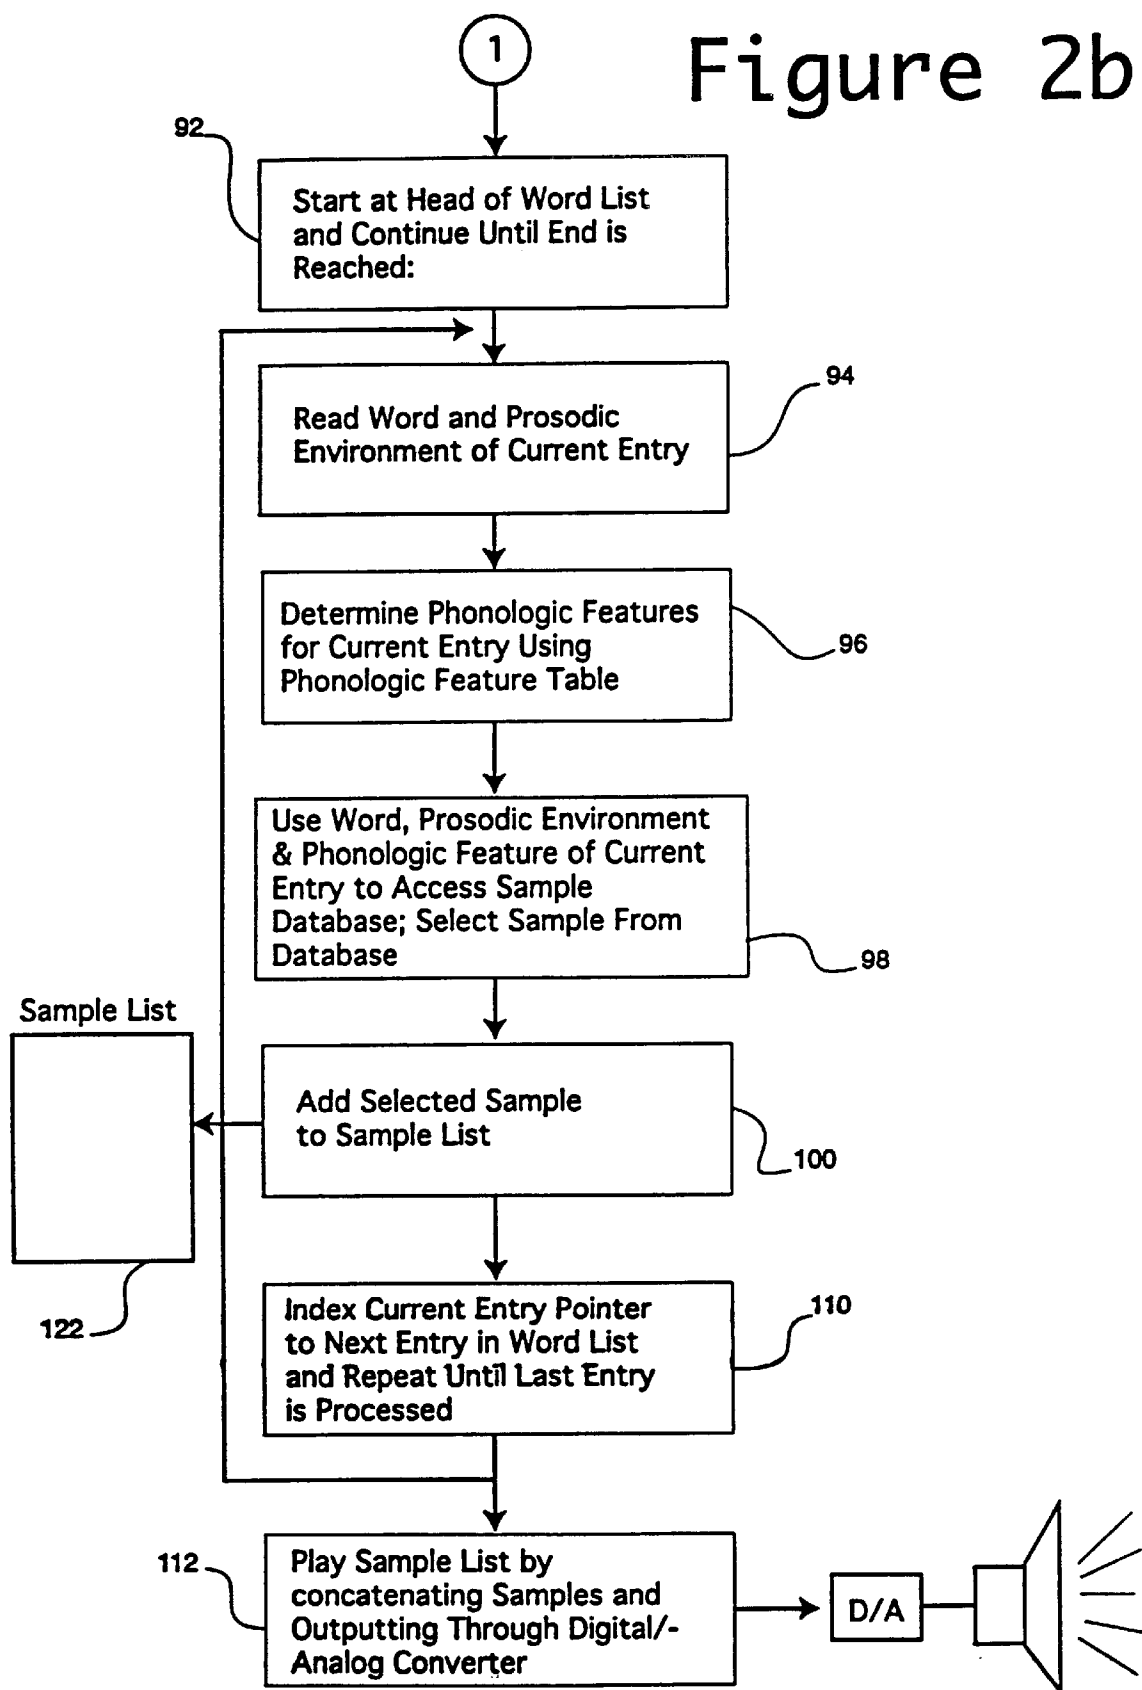 1
Figure 2b
92
Start at Head of Word List
and Continue Until End is
Reached:
94
Read Word and Prosodic
Environment of Current Entry
Determine Phonologic Features
for Current Entry Using
Phonologic Feature Table
96
Use Word, Prosodic Environment
& Phonologic Feature of Current
Entry to Access Sample
Database; Select Sample From
Database
98
Sample List
Add Selected Sample
to Sample List
100
122
Index Current Entry Pointer
to Next Entry in Word List
and Repeat Until Last Entry
is Processed
110
112
Play Sample List by
concatenating Samples and
Outputting Through Digital/-
Analog Converter
D/A